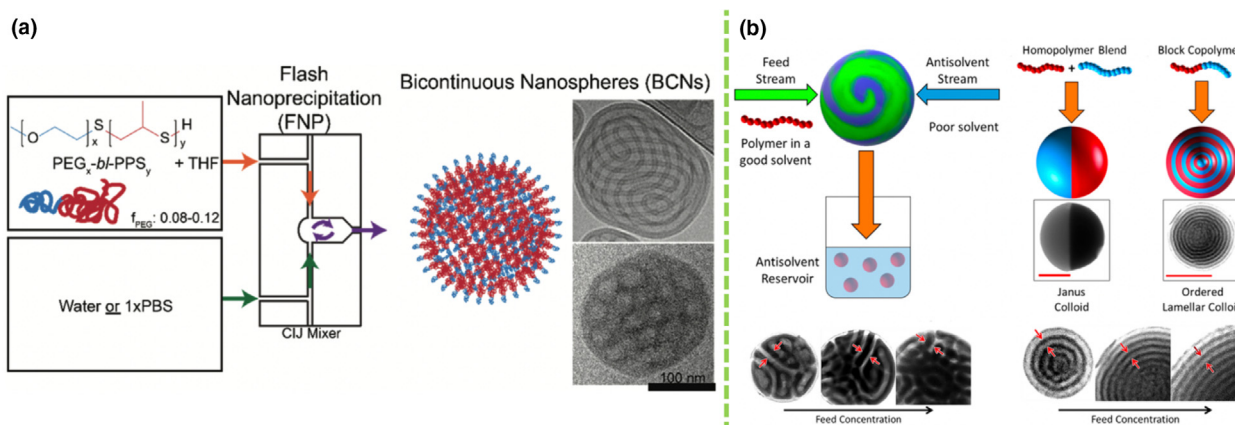 (a)
Flash
Nanoprecipitation
(FNP)
Bicontinuous Nanospheres (BCNs)
O
x
S
S
H
y
PEGx-bl-PPSy
+ THF
fPEG: 0.08-0.12
Water or 1xPBS
CIJ Mixer
100 nm
(b)
Feed
Stream
Antisolvent
Stream
Polymer in a
good solvent
Poor solvent
Antisolvent
Reservoir
Feed Concentration
Homopolymer Blend
+
Block Copolyme
Janus
Colloid
Ordered
Lamellar Colloi
Feed Concentration